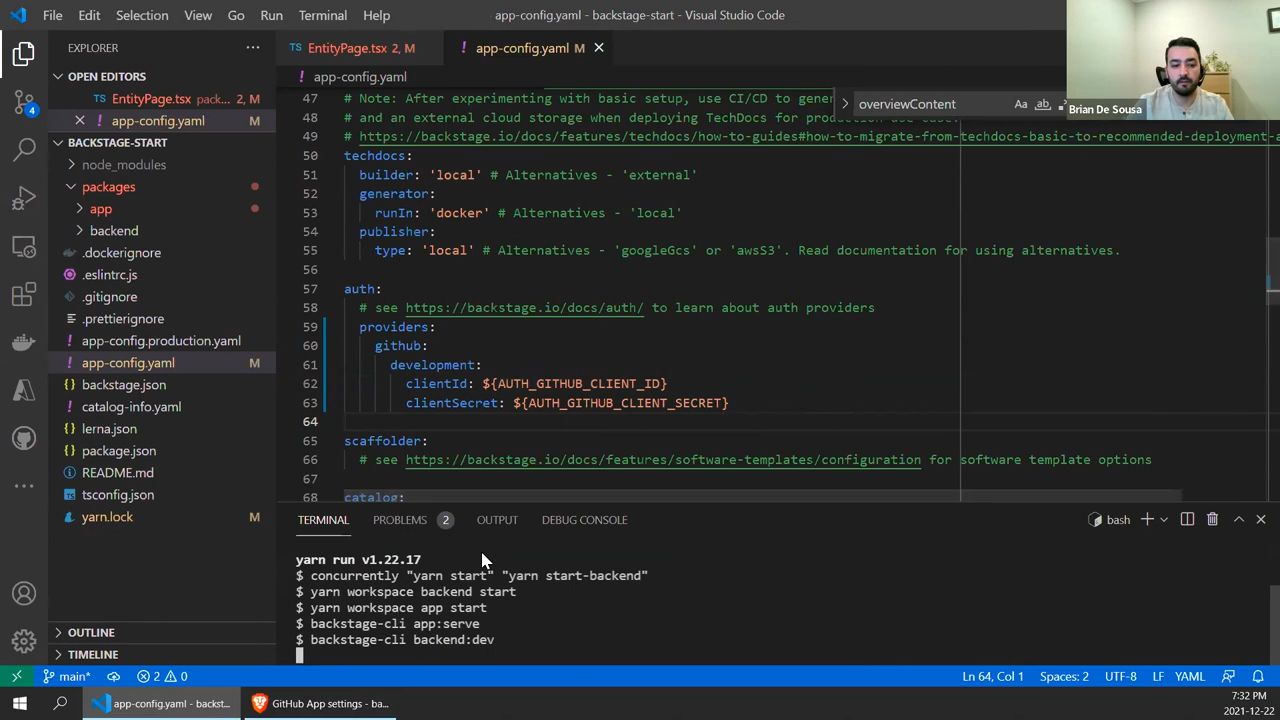 File Edit Selection View Go Run Terminal Help
app-config.yaml - backstage-start - Visual Studio Code
Brian De Sousa
EXPLORER
OPEN EDITORS
EntityPage.tsx pack... 2, M
app-config.yaml M
BACKSTAGE-START
node_modules
packages
app
backend
.dockerignore
.eslintrc.js
.gitignore
.prettierignore
app-config.production.yaml
app-config.yaml M
backstage.json
catalog-info.yaml
lerna.json
package.json
README.md
tsconfig.json
yarn.lock M
OUTLINE
TIMELINE
4
TS EntityPage.tsx 2, M
! app-config.yaml M
! app-config.yaml
overviewContent Aa ab
47 # Note: After experimenting with basic setup, use CI/CD to gener
48 # and an external cloud storage when deploying TechDocs for production use case.
49 # https://backstage.io/docs/features/techdocs/how-to-guides#how-to-migrate-from-techdocs-basic-to-recommended-deployment-a
50 techdocs:
51 builder: 'local' # Alternatives - 'external'
52 generator:
53 runIn: 'docker' # Alternatives - 'local'
54 publisher:
55 type: 'local' # Alternatives - 'googleGcs' or 'awsS3'. Read documentation for using alternatives.
56
57 auth:
58 # see https://backstage.io/docs/auth/ to learn about auth providers
59 providers:
60 github:
61 development:
62 clientId: ${AUTH_GITHUB_CLIENT_ID}
63 clientSecret: ${AUTH_GITHUB_CLIENT_SECRET}
64
65 scaffolder:
66 # see https://backstage.io/docs/features/software-templates/configuration for software template options
67
68 catalog:
TERMINAL PROBLEMS 2 OUTPUT DEBUG CONSOLE
bash
yarn run v1.22.17
$ concurrently "yarn start" "yarn start-backend"
$ yarn workspace backend start
$ yarn workspace app start
$ backstage-cli app:serve
$ backstage-cli backend:dev
main* 2 0
Ln 64, Col 1 Spaces: 2 UTF-8 LF YAML
app-config.yaml - backst...
GitHub App settings - ba...
7:32 PM
2021-12-22